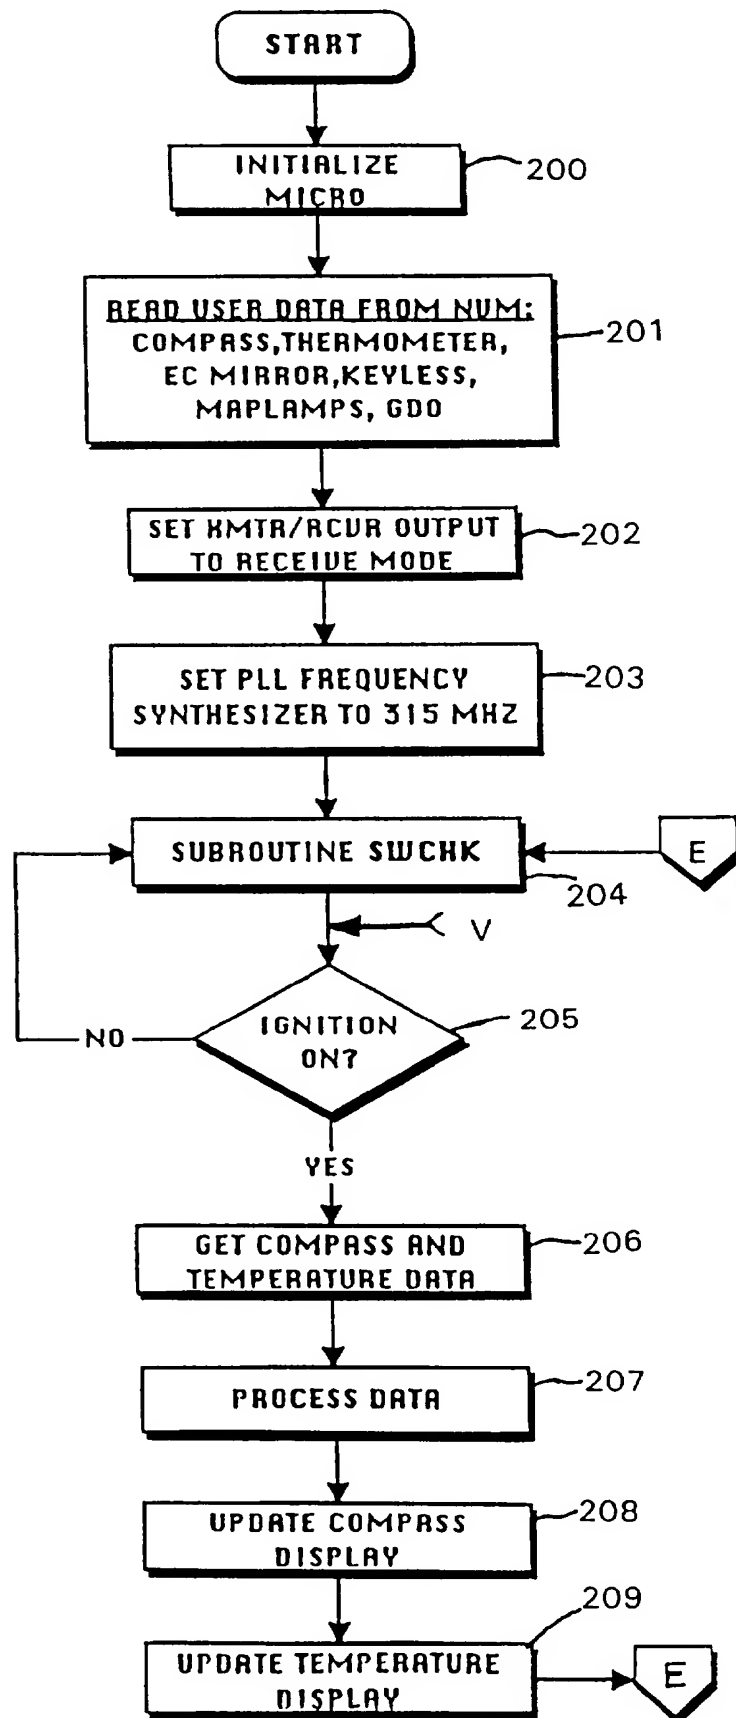 START
INITIALIZE
MICRO
200
READ USER DATA FROM NVM:
COMPASS,THERMOMETER,
EC MIRROR,KEYLESS,
MAPLAMPS, GDO
201
SET XMTR/RCVR OUTPUT
TO RECEIVE MODE
202
SET PLL FREQUENCY
SYNTHESIZER TO 315 MHZ
203
SUBROUTINE SWCHK
E
204
V
IGNITION
ON?
205
NO
YES
GET COMPASS AND
TEMPERATURE DATA
206
PROCESS DATA
207
UPDATE COMPASS
DISPLAY
208
209
UPDATE TEMPERATURE
DISPLAY
E